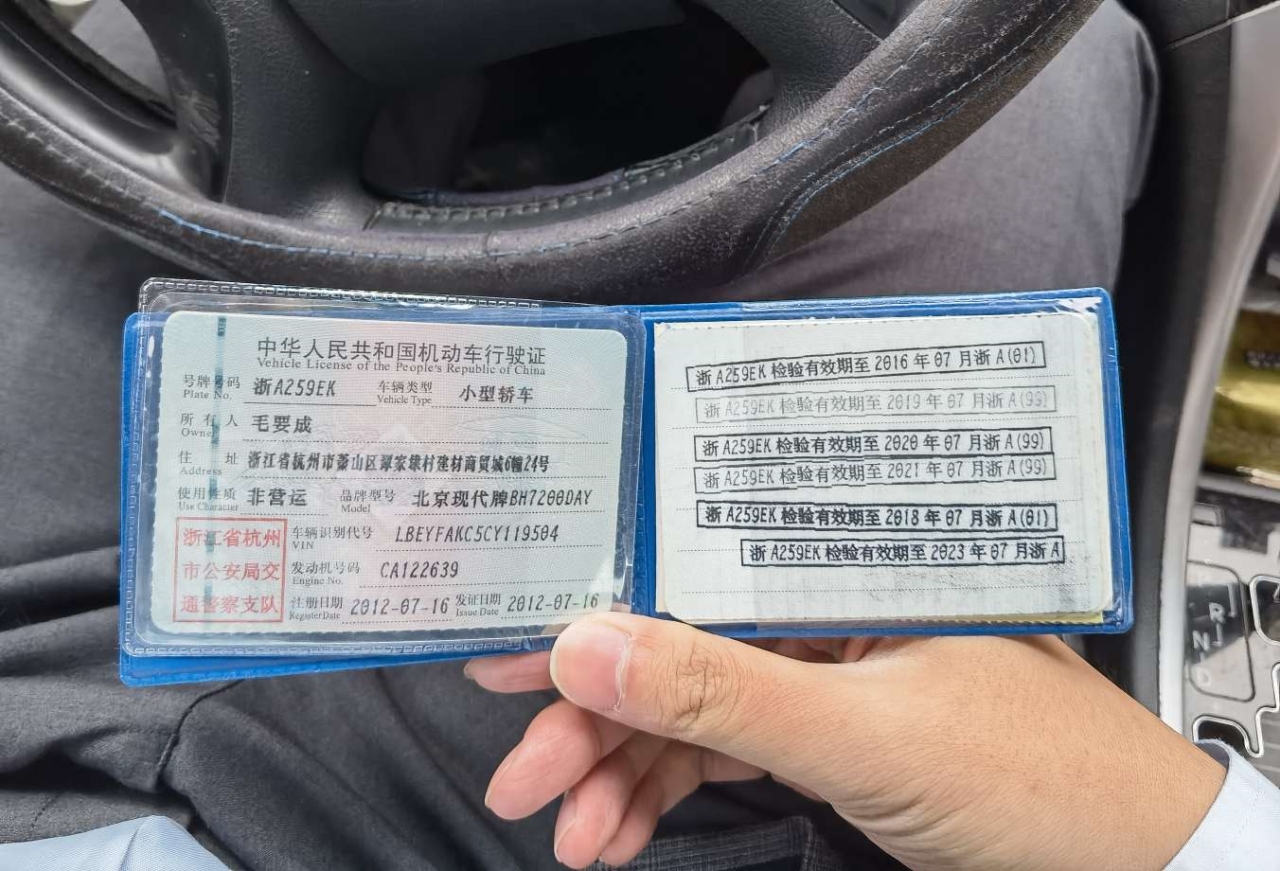 中华人民共和国机动车行驶证
Vehicle License of the People's Republic of China
号牌号码 浙A259EK 车辆类型 小型轿车
Plate No. Vehicle Type
所有人 毛要成
Owner
住址 浙江省杭州市萧山区 村建材商贸城6幢24号
Address
使用性质 非营运 品牌型号 北京现代牌BH7200DAY
Use Character Model
浙江省杭州
市公安局交
通警察支队
车辆识别代号 LBEYFAKC5CY119504
VIN
发动机号码 CA122639
Engine No.
注册日期 2012-07-16 发证日期 2012-07-16
Register Date Issue Date
浙A259EK 检验有效期至 2016 年 07 月浙 A(01)
浙A259EK 检验有效期至 2019 年 07 月浙 A(99)
浙A259EK 检验有效期至 2020 年 07 月浙 A(99)
浙A259EK 检验有效期至 2021 年 07 月浙 A(99)
浙A259EK 检验有效期至 2018 年 07 月浙 A(01)
浙A259EK 检验有效期至 2023 年 07 月浙 A
R
N
D